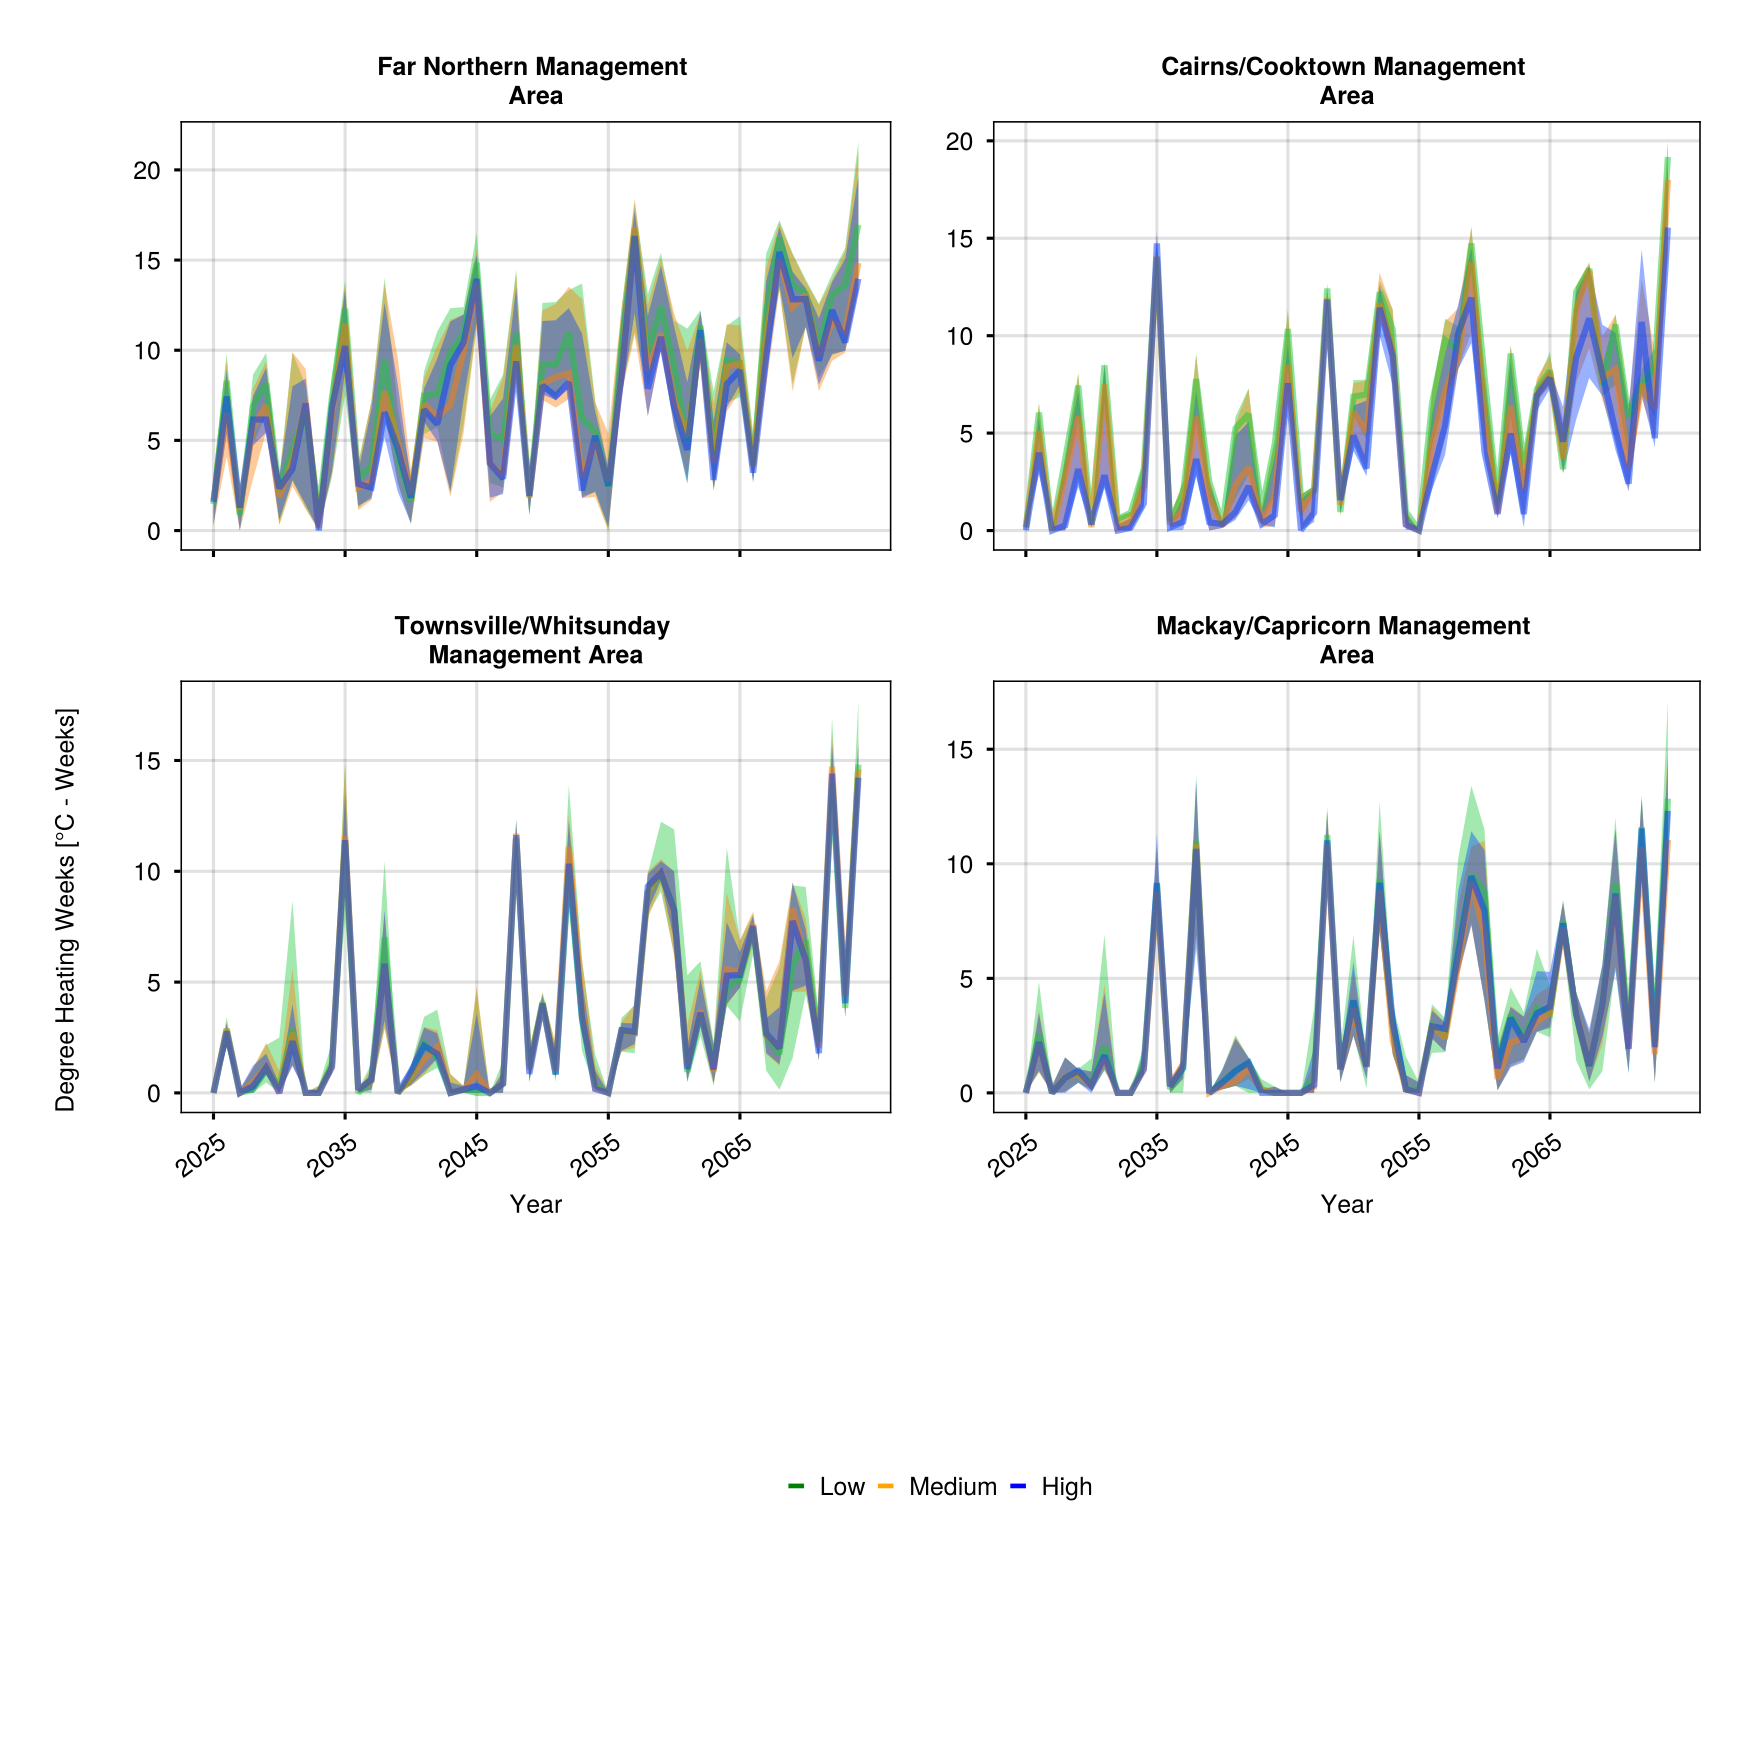 Far Northern Management
Area
Cairns/Cooktown Management
Area
20
15
10
5
0
20
15
10
5
0
Townsville/Whitsunday
Management Area
Mackay/Capricorn Management
Area
Degree Heating Weeks [°C - Weeks]
15
10
5
0
15
10
5
0
2025
2035
2045
2055
2065
2025
2035
2045
2055
2065
Year
Year
Low Medium High